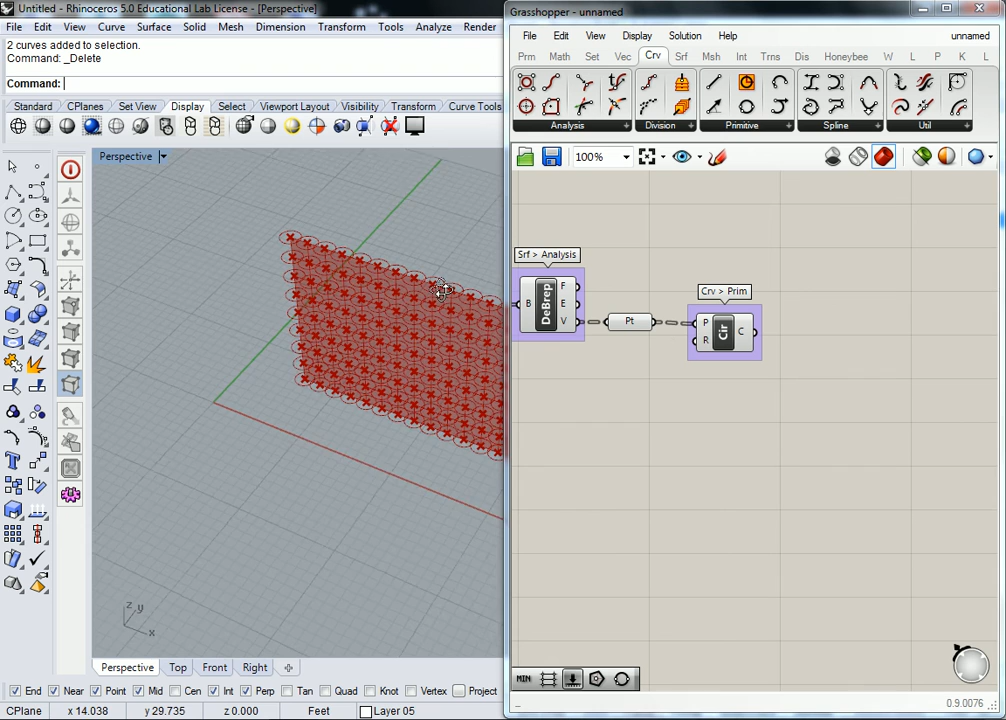 Untitled - Rhinoceros 5.0 Educational Lab License - [Perspective]
File Edit View Curve Surface Solid Mesh Dimension Transform Tools Analyze Render
2 curves added to selection.
Command: _Delete
Command:
Standard CPlanes Set View Display Select Viewport Layout Visibility Transform Curve Tools
Perspective
z y
x
Perspective Top Front Right
End Near Point Mid Cen Int Perp Tan Quad Knot Vertex Project
CPlane x 14.038 y 29.735 z 0.000 Feet Layer 05
Grasshopper - unnamed
File Edit View Display Solution Help unnamed
Prm Math Set Vec Crv Srf Msh Int Trns Dis Honeybee W L P K L
Analysis Division Primitive Spline Util
100%
Srf > Analysis
B DeBrep F E V
Pt
Crv > Prim
P R Cir C
MIN
0.9.0076